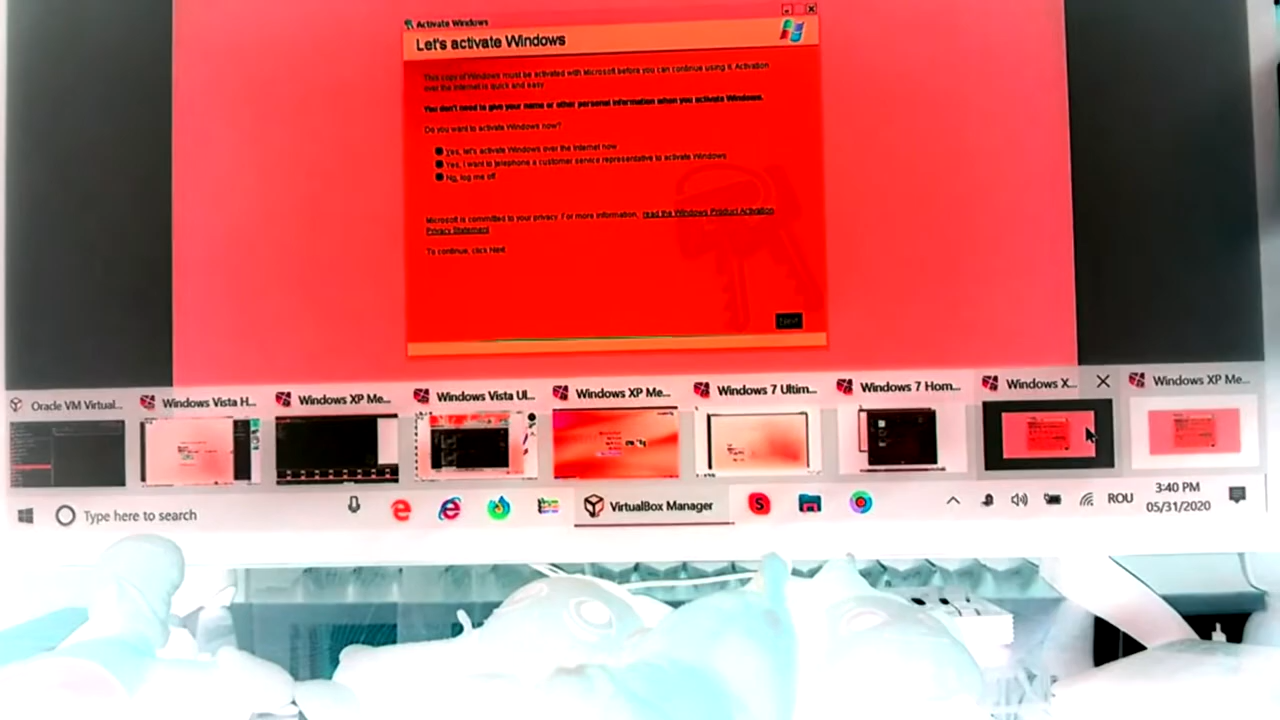 Activate Windows
Let's activate Windows
This copy of Windows must be activated with Microsoft before you can continue using it. Activation
over the Internet is quick and easy.
You don't need to give your name or other personal information when you activate Windows.
Do you want to activate Windows now?
Yes, let's activate Windows over the Internet now
Yes, I want to telephone a customer service representative to activate Windows
No, log me off
Microsoft is committed to your privacy. For more information, read the Windows Product Activation
Privacy Statement
To continue, click Next
Next
Oracle VM Virtual...
Windows Vista H...
Windows XP Me...
Windows Vista Ul...
Windows XP Me...
Windows 7 Ultim...
Windows 7 Hom...
Windows X...
Windows XP Me...
Type here to search
VirtualBox Manager
ROU
3:40 PM
05/31/2020